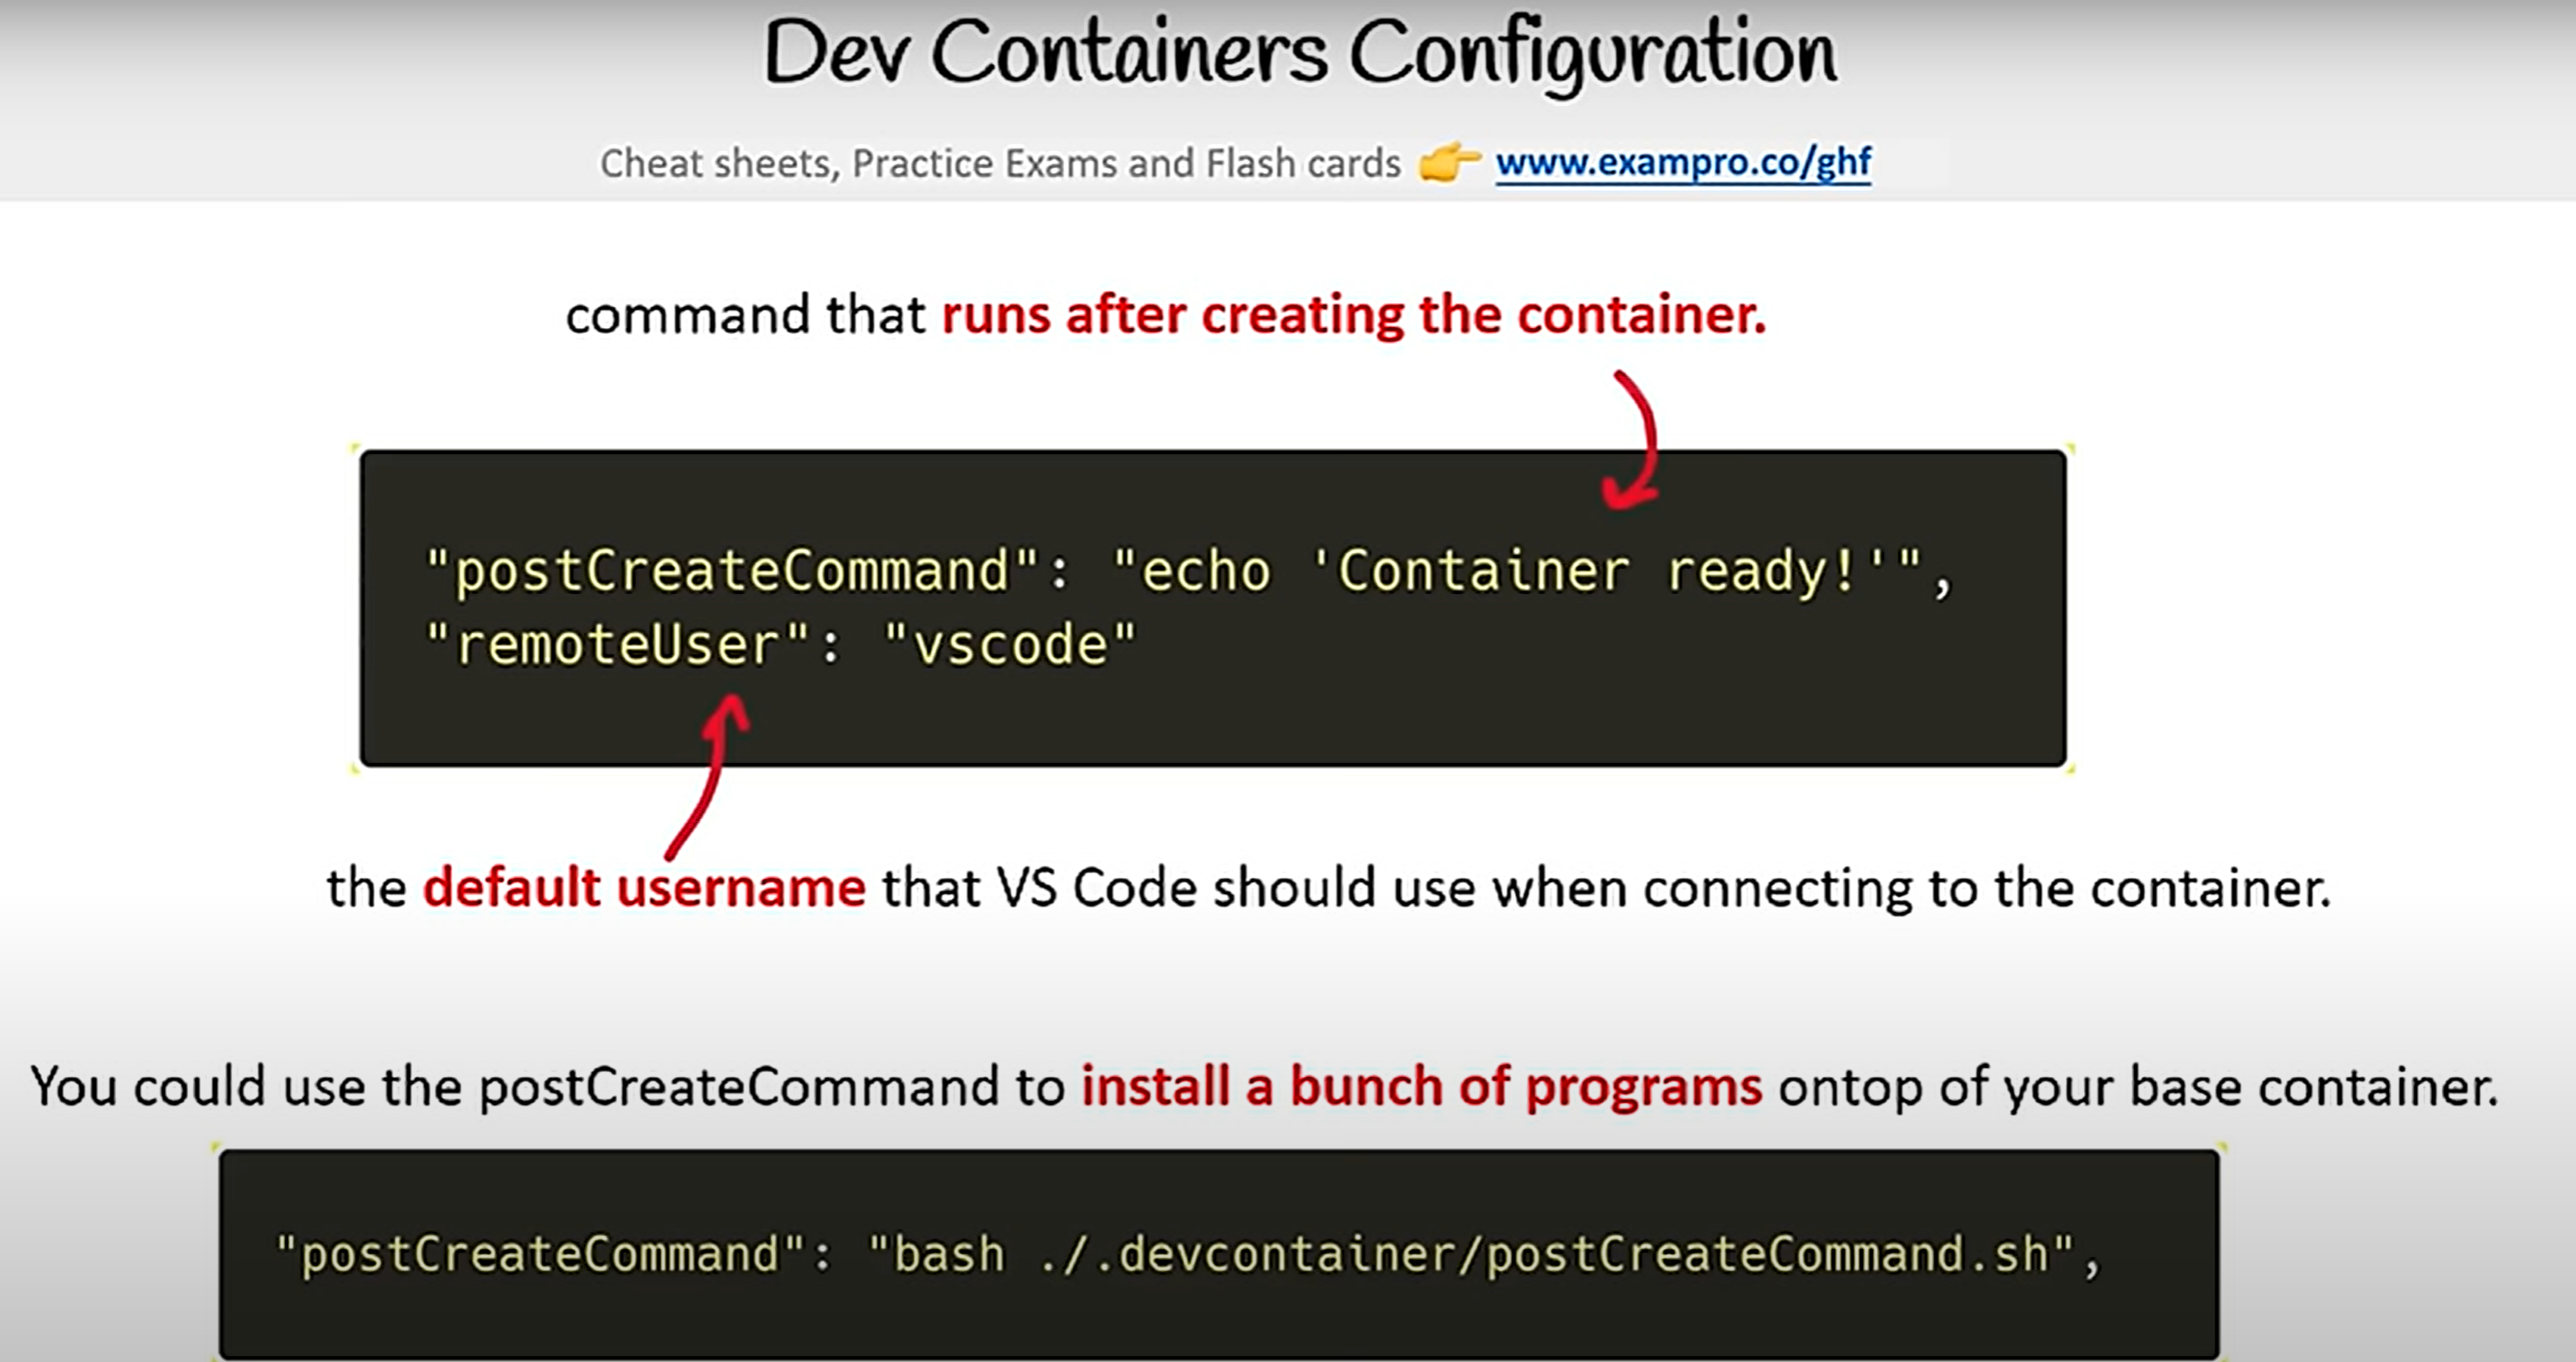 Dev Containers Configuration
Cheat sheets, Practice Exams and Flash cards 👉 www.exampro.co/ghf
command that runs after creating the container.
"postCreateCommand": "echo 'Container ready!'",
"remoteUser": "vscode"
the default username that VS Code should use when connecting to the container.
You could use the postCreateCommand to install a bunch of programs ontop of your base container.
"postCreateCommand": "bash ./.devcontainer/postCreateCommand.sh",